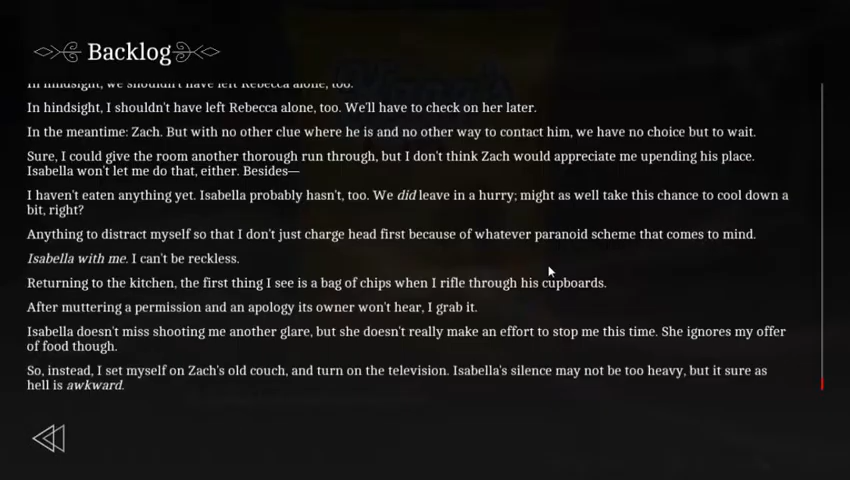 Backlog
In hindsight, we shouldn't have left Rebecca alone, too.
In hindsight, I shouldn't have left Rebecca alone, too. We'll have to check on her later.
In the meantime: Zach. But with no other clue where he is and no other way to contact him, we have no choice but to wait.
Sure, I could give the room another thorough run through, but I don't think Zach would appreciate me upending his place.
Isabella won't let me do that, either. Besides—
I haven't eaten anything yet. Isabella probably hasn't, too. We did leave in a hurry; might as well take this chance to cool down a
bit, right?
Anything to distract myself so that I don't just charge head first because of whatever paranoid scheme that comes to mind.
Isabella with me. I can't be reckless.
Returning to the kitchen, the first thing I see is a bag of chips when I rifle through his cupboards.
After muttering a permission and an apology its owner won't hear, I grab it.
Isabella doesn't miss shooting me another glare, but she doesn't really make an effort to stop me this time. She ignores my offer
of food though.
So, instead, I set myself on Zach's old couch, and turn on the television. Isabella's silence may not be too heavy, but it sure as
hell is awkward.